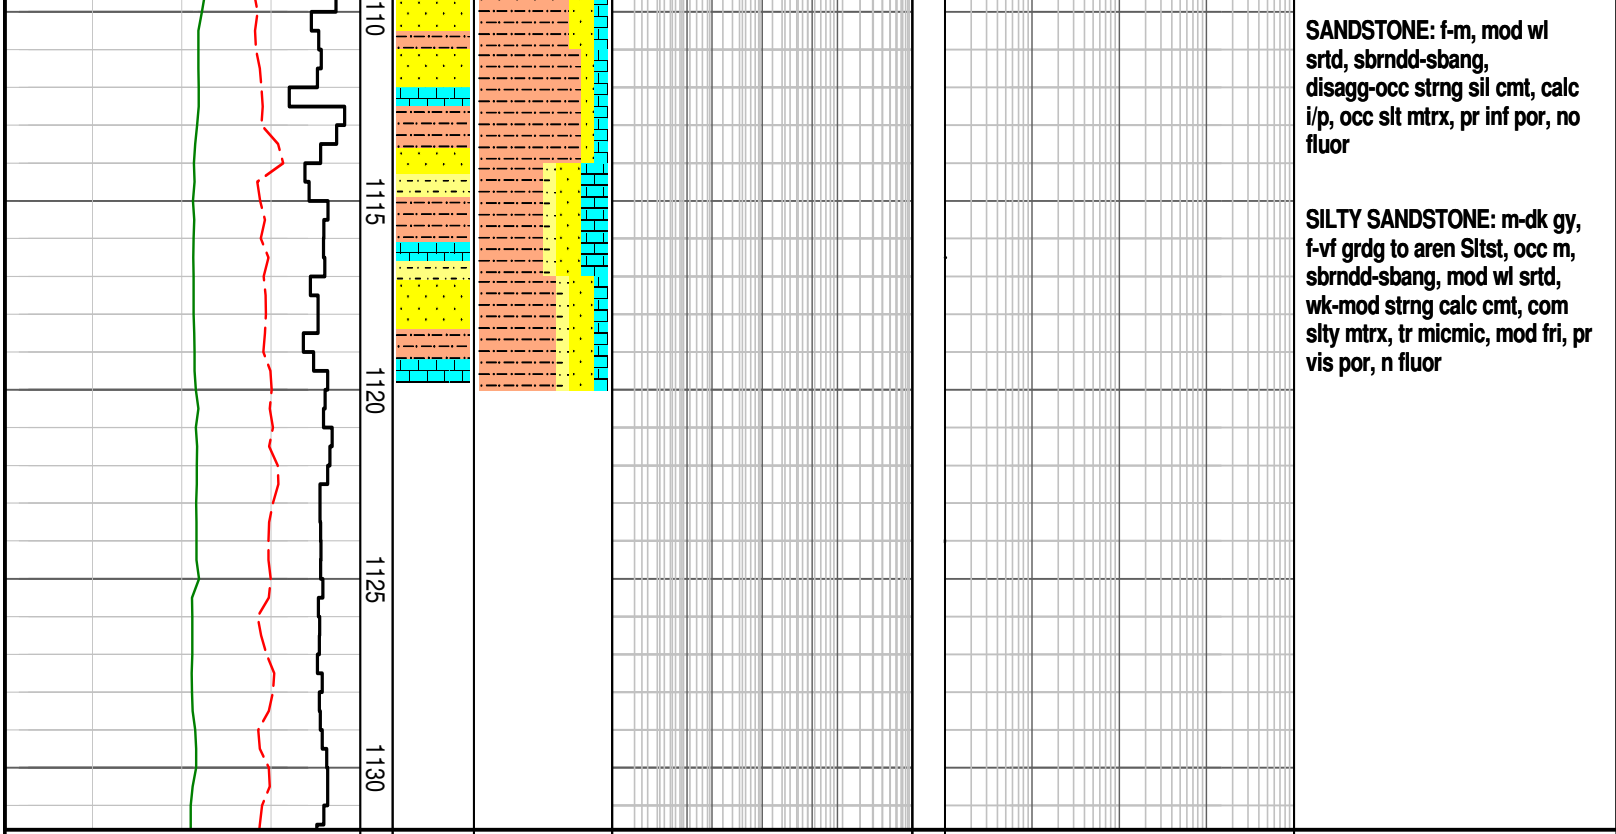 110
1115
1120
1125
1130
SANDSTONE: f-m, mod wl
srtd, sbrndd-sbang,
disagg-occ strng sil cmt, calc
i/p, occ slt mtrx, pr inf por, no
fluor
SILTY SANDSTONE: m-dk gy,
f-vf grdg to aren Sltst, occ m,
sbrndd-sbang, mod wl srtd,
wk-mod strng calc cmt, com
slty mtrx, tr micmic, mod fri, pr
vis por, n fluor